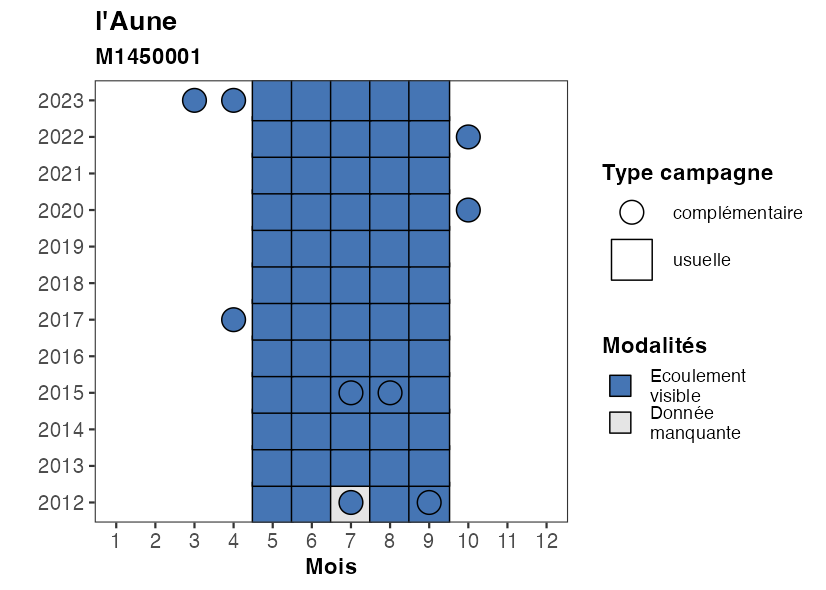 l'Aune
M1450001
2023
2022
2021
2020
2019
2018
2017
2016
2015
2014
2013
2012
1 2 3 4 5 6 7 8 9 10 11 12
Mois
Type campagne
complémentaire
usuelle
Modalités
Ecoulement
visible
Donnée
manquante